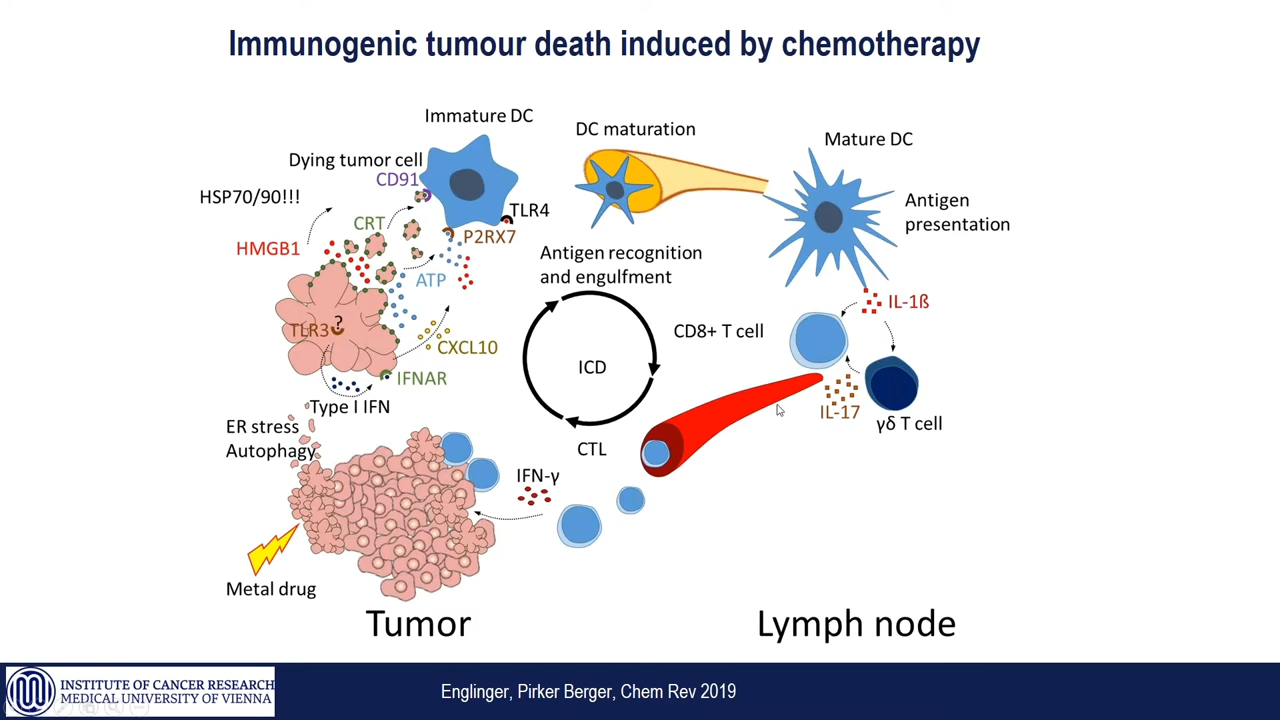 Immunogenic tumour death induced by chemotherapy
Immature DC
DC maturation
Mature DC
Dying tumor cell
CD91
HSP70/90!!!
TLR4
Antigen
presentation
CRT
P2RX7
HMGB1
Antigen recognition
and engulfment
ATP
IL-1ß
TLR3
?
CD8+ T cell
CXCL10
ICD
IFNAR
Type I IFN
IL-17
γδ T cell
ER stress
Autophagy
CTL
IFN-γ
Metal drug
Tumor
Lymph node
INSTITUTE OF CANCER RESEARCH
MEDICAL UNIVERSITY OF VIENNA
Englinger, Pirker Berger, Chem Rev 2019